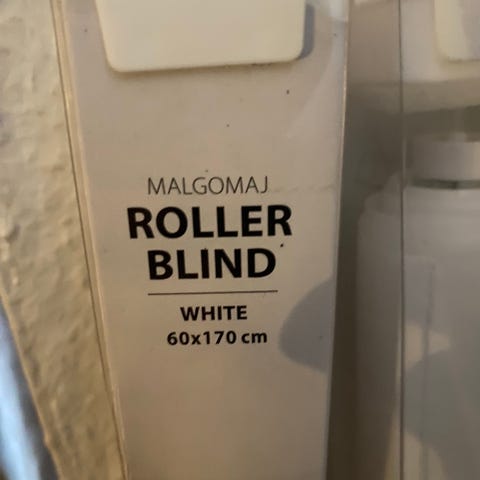 MALGOMAJ
ROLLER
BLIND
WHITE
60x170 cm